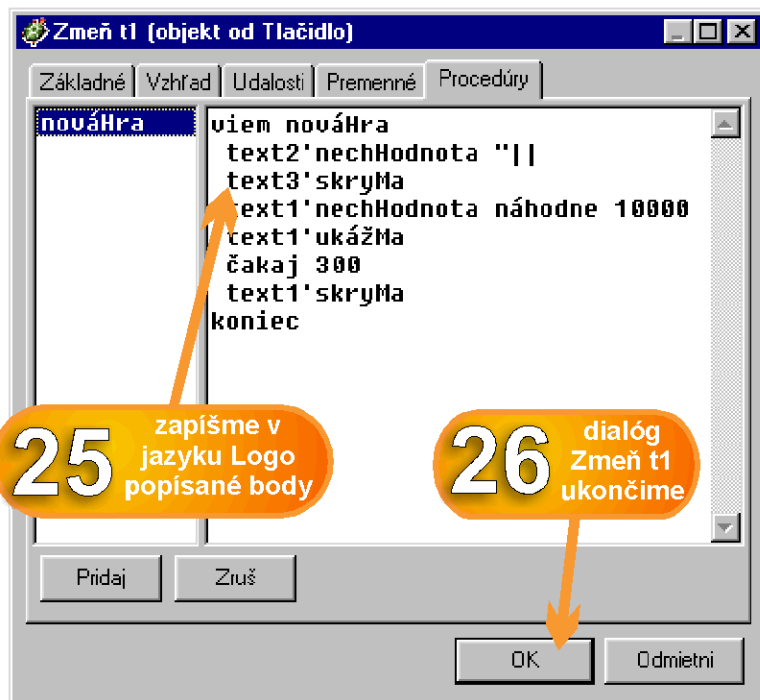 Zmeň t1 (objekt od Tlačidlo)
Základné Vzhľad Udalosti Premenné Procedúry
nováHra
viem nováHra
text2'nechHodnota "||
text3'skryMa
text1'nechHodnota náhodne 10000
text1'ukážMa
čakaj 300
text1'skryMa
koniec
25 zapíšme v
jazyku Logo
popísané body
26 dialóg
Zmeň t1
ukončime
Pridaj Zruš
OK Odmietni